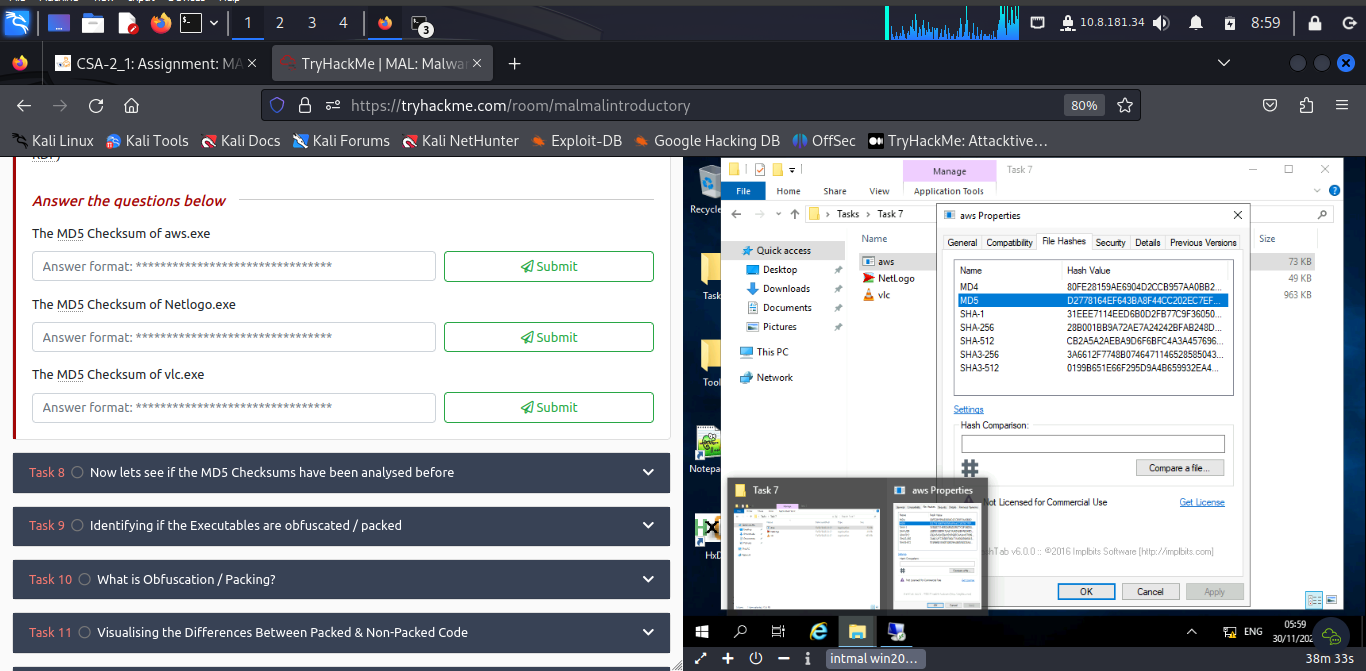 1 2 3 4
3
10.8.181.34
8:59
CSA-2_1: Assignment: MA
TryHackMe | MAL: Malwar
https://tryhackme.com/room/malmalintroductory
80%
Kali Linux
Kali Tools
Kali Docs
Kali Forums
Kali NetHunter
Exploit-DB
Google Hacking DB
OffSec
TryHackMe: Attacktive…
Answer the questions below
The MD5 Checksum of aws.exe
Answer format: ********************************
Submit
The MD5 Checksum of Netlogo.exe
Answer format: ********************************
Submit
The MD5 Checksum of vlc.exe
Answer format: ********************************
Submit
Task 8 Now lets see if the MD5 Checksums have been analysed before
Task 9 Identifying if the Executables are obfuscated / packed
Task 10 What is Obfuscation / Packing?
Task 11 Visualising the Differences Between Packed & Non-Packed Code
Recycle
Task
Tool
Notepa
HxD
Manage
Task 7
File
Home
Share
View
Application Tools
Tasks
Task 7
Quick access
Desktop
Downloads
Documents
Pictures
This PC
Network
Name
aws
NetLogo
vlc
Size
73 KB
49 KB
963 KB
aws Properties
General
Compatibility
File Hashes
Security
Details
Previous Versions
Name Hash Value
MD4 80FE28159AE6904D2CCB957AA0BB2...
MD5 D2778164EF643BA8F44CC202EC7EF...
SHA-1 31EEE7114EED6B0D2FB77C9F36050...
SHA-256 28B001BB9A72AE7A24242BFAB248D...
SHA-512 CB2A5A2AEBA9D6F6BFC4A3A457696...
SHA3-256 3A6612F7748B0746471146528585043...
SHA3-512 0199B651E66F295D9A4B659932EA4...
Settings
Hash Comparison:
Compare a file...
Not Licensed for Commercial Use
Get License
hTab v6.0.0 :: ©2016 Implbits Software [http://implbits.com]
OK
Cancel
Apply
Task 7
aws Properties
ENG
05:59
30/11/202
intmal win20...
38m 33s